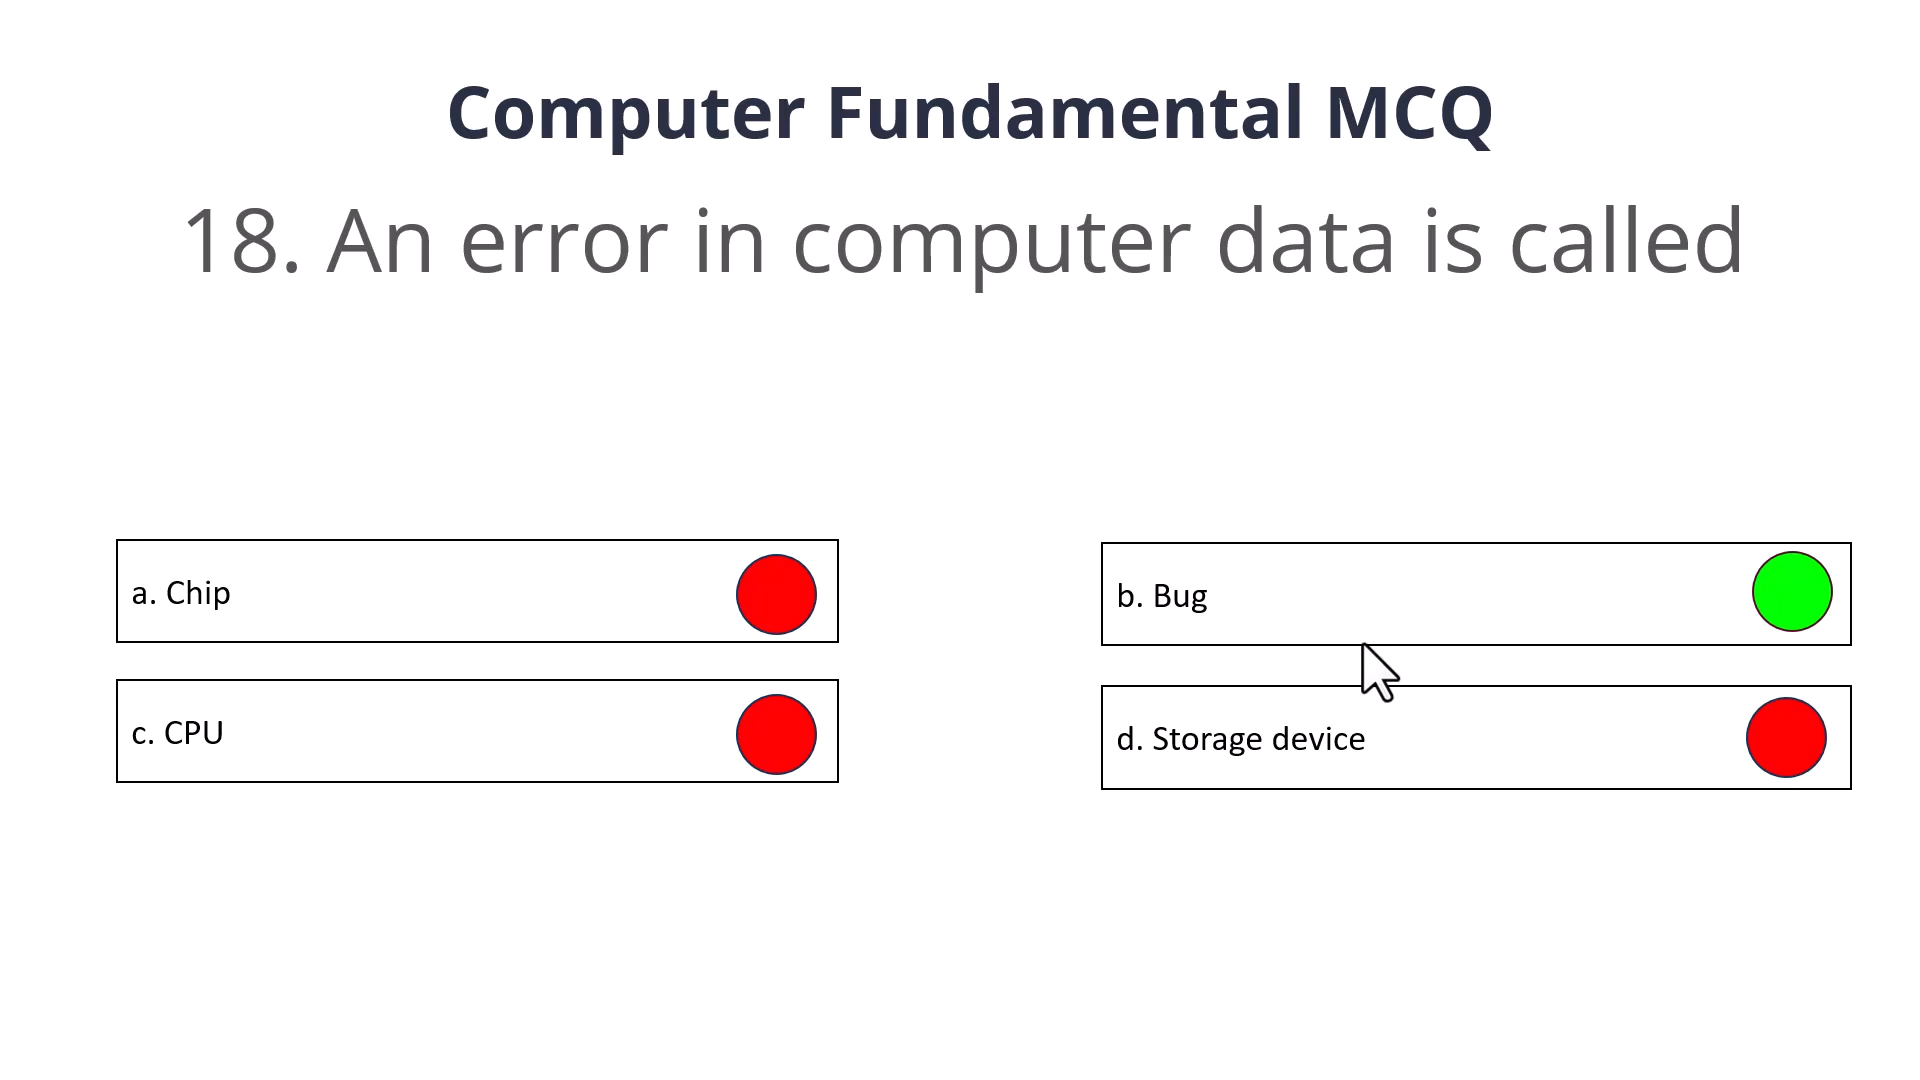 Computer Fundamental MCQ
18. An error in computer data is called
a. Chip
b. Bug
c. CPU
d. Storage device